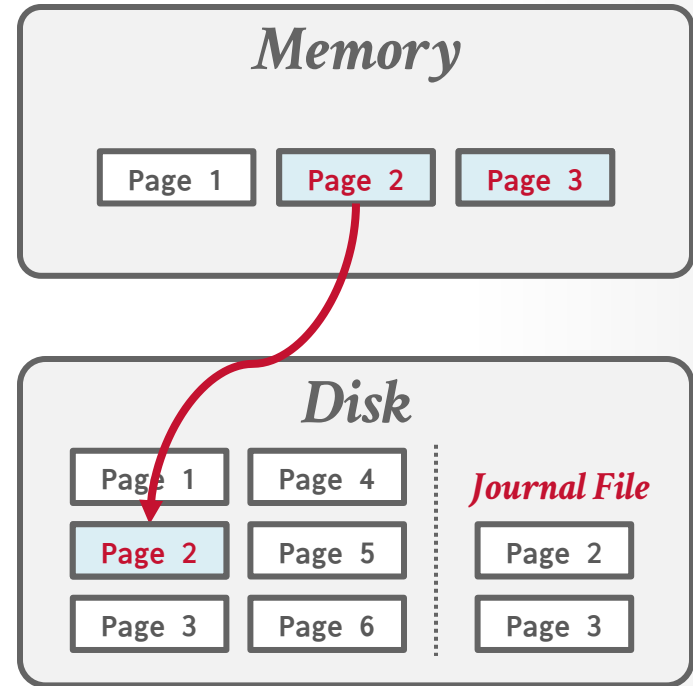 Memory
Page 1 Page 2 Page 3
Disk
Page 1 Page 4
Journal File
Page 2 Page 5 Page 2
Page 3 Page 6 Page 3